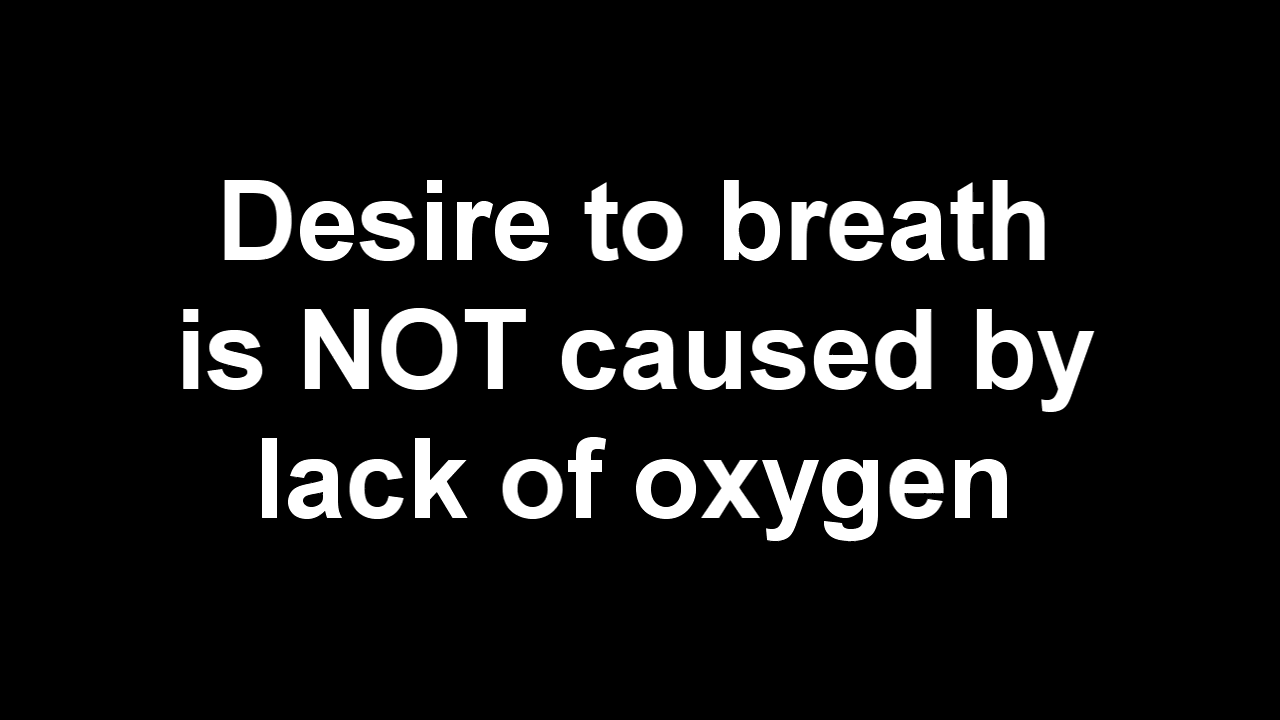 Desire to breath
is NOT caused by
lack of oxygen